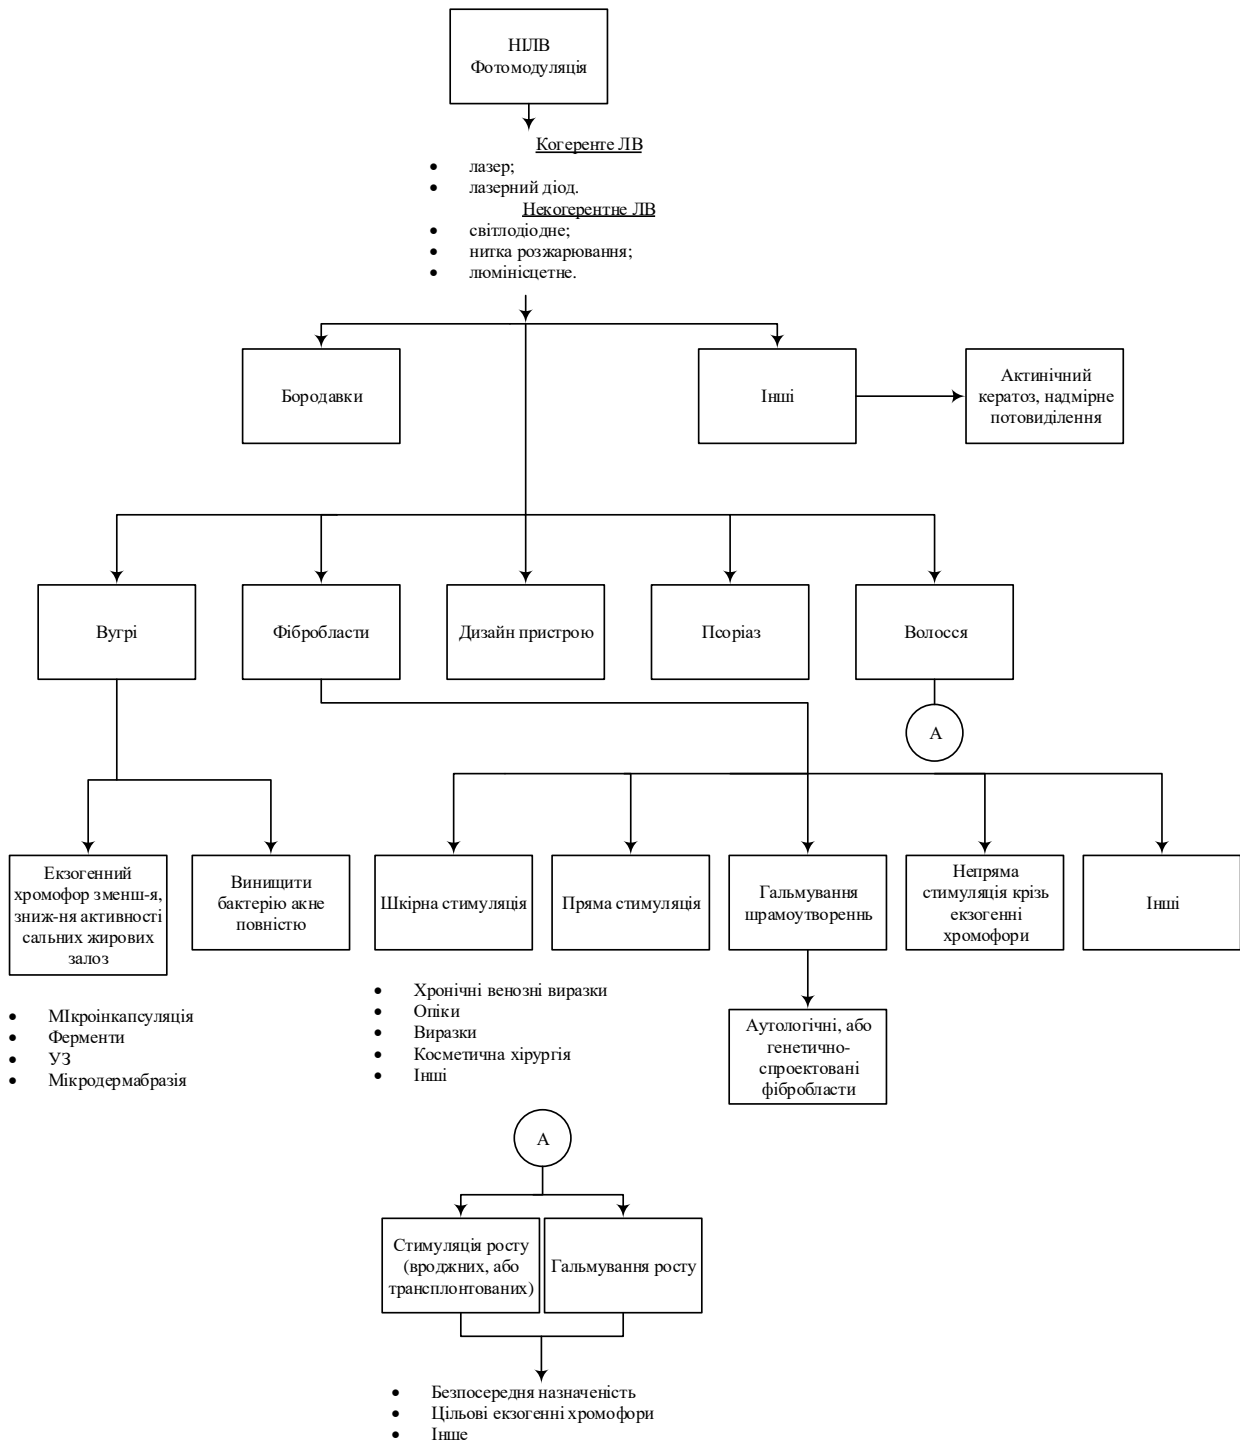 НІЛВ
Фотомодуляція
Когеренте ЛВ
• лазер;
• лазерний діод.
Некогерентне ЛВ
• світлодіодне;
• нитка розжарювання;
• люмінісцетне.
Бородавки
Інші
Актинічний
кератоз, надмірне
потовиділення
Вугрі
Фібробласти
Дизайн пристрою
Псоріаз
Волосся
А
Екзогенний
хромофор зменш-я,
зниж-ня активності
сальних жирових
залоз
Винищити
бактерію акне
повністю
Шкірна стимуляція
Пряма стимуляція
Гальмування
шрамоутвореннь
Непряма
стимуляція крізь
екзогенні
хромофори
Інші
• МІкроінкапсуляція
• Ферменти
• УЗ
• Мікродермабразія
• Хронічні венозні виразки
• Опіки
• Виразки
• Косметична хірургія
• Інші
Аутологічні, або
генетично-
спроектовані
фібробласти
А
Стимуляція росту
(вроджних, або
трансплонтованих)
Гальмування росту
• Безпосередня назначеність
• Цільові екзогенні хромофори
• Інше